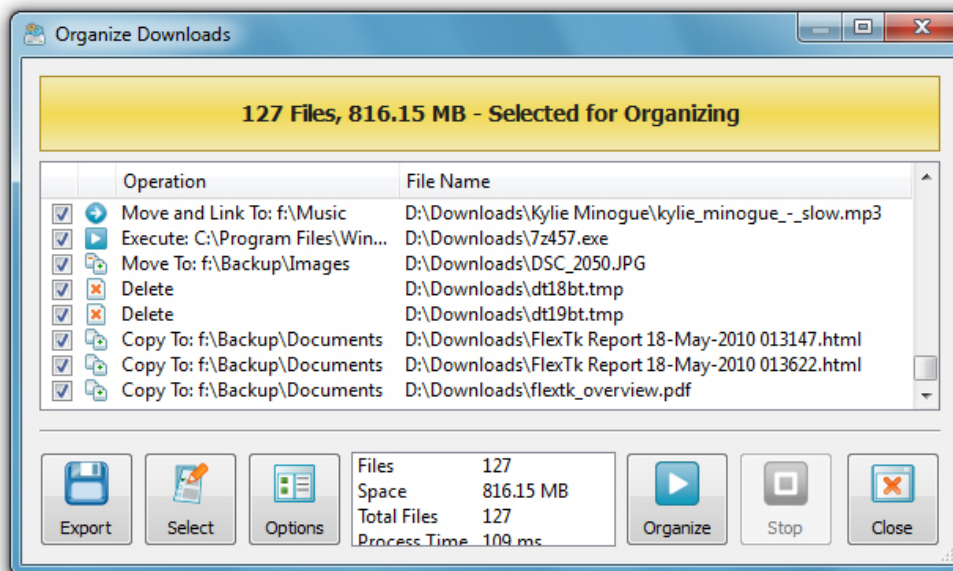 Organize Downloads
127 Files, 816.15 MB - Selected for Organizing
Operation File Name
Move and Link To: f:\Music D:\Downloads\Kylie Minogue\kylie_minogue_-_slow.mp3
Execute: C:\Program Files\Win... D:\Downloads\7z457.exe
Move To: f:\Backup\Images D:\Downloads\DSC_2050.JPG
Delete D:\Downloads\dt18bt.tmp
Delete D:\Downloads\dt19bt.tmp
Copy To: f:\Backup\Documents D:\Downloads\FlexTk Report 18-May-2010 013147.html
Copy To: f:\Backup\Documents D:\Downloads\FlexTk Report 18-May-2010 013622.html
Copy To: f:\Backup\Documents D:\Downloads\flextk_overview.pdf
Files 127
Space 816.15 MB
Total Files 127
Process Time 109 ms
Export Select Options Organize Stop Close